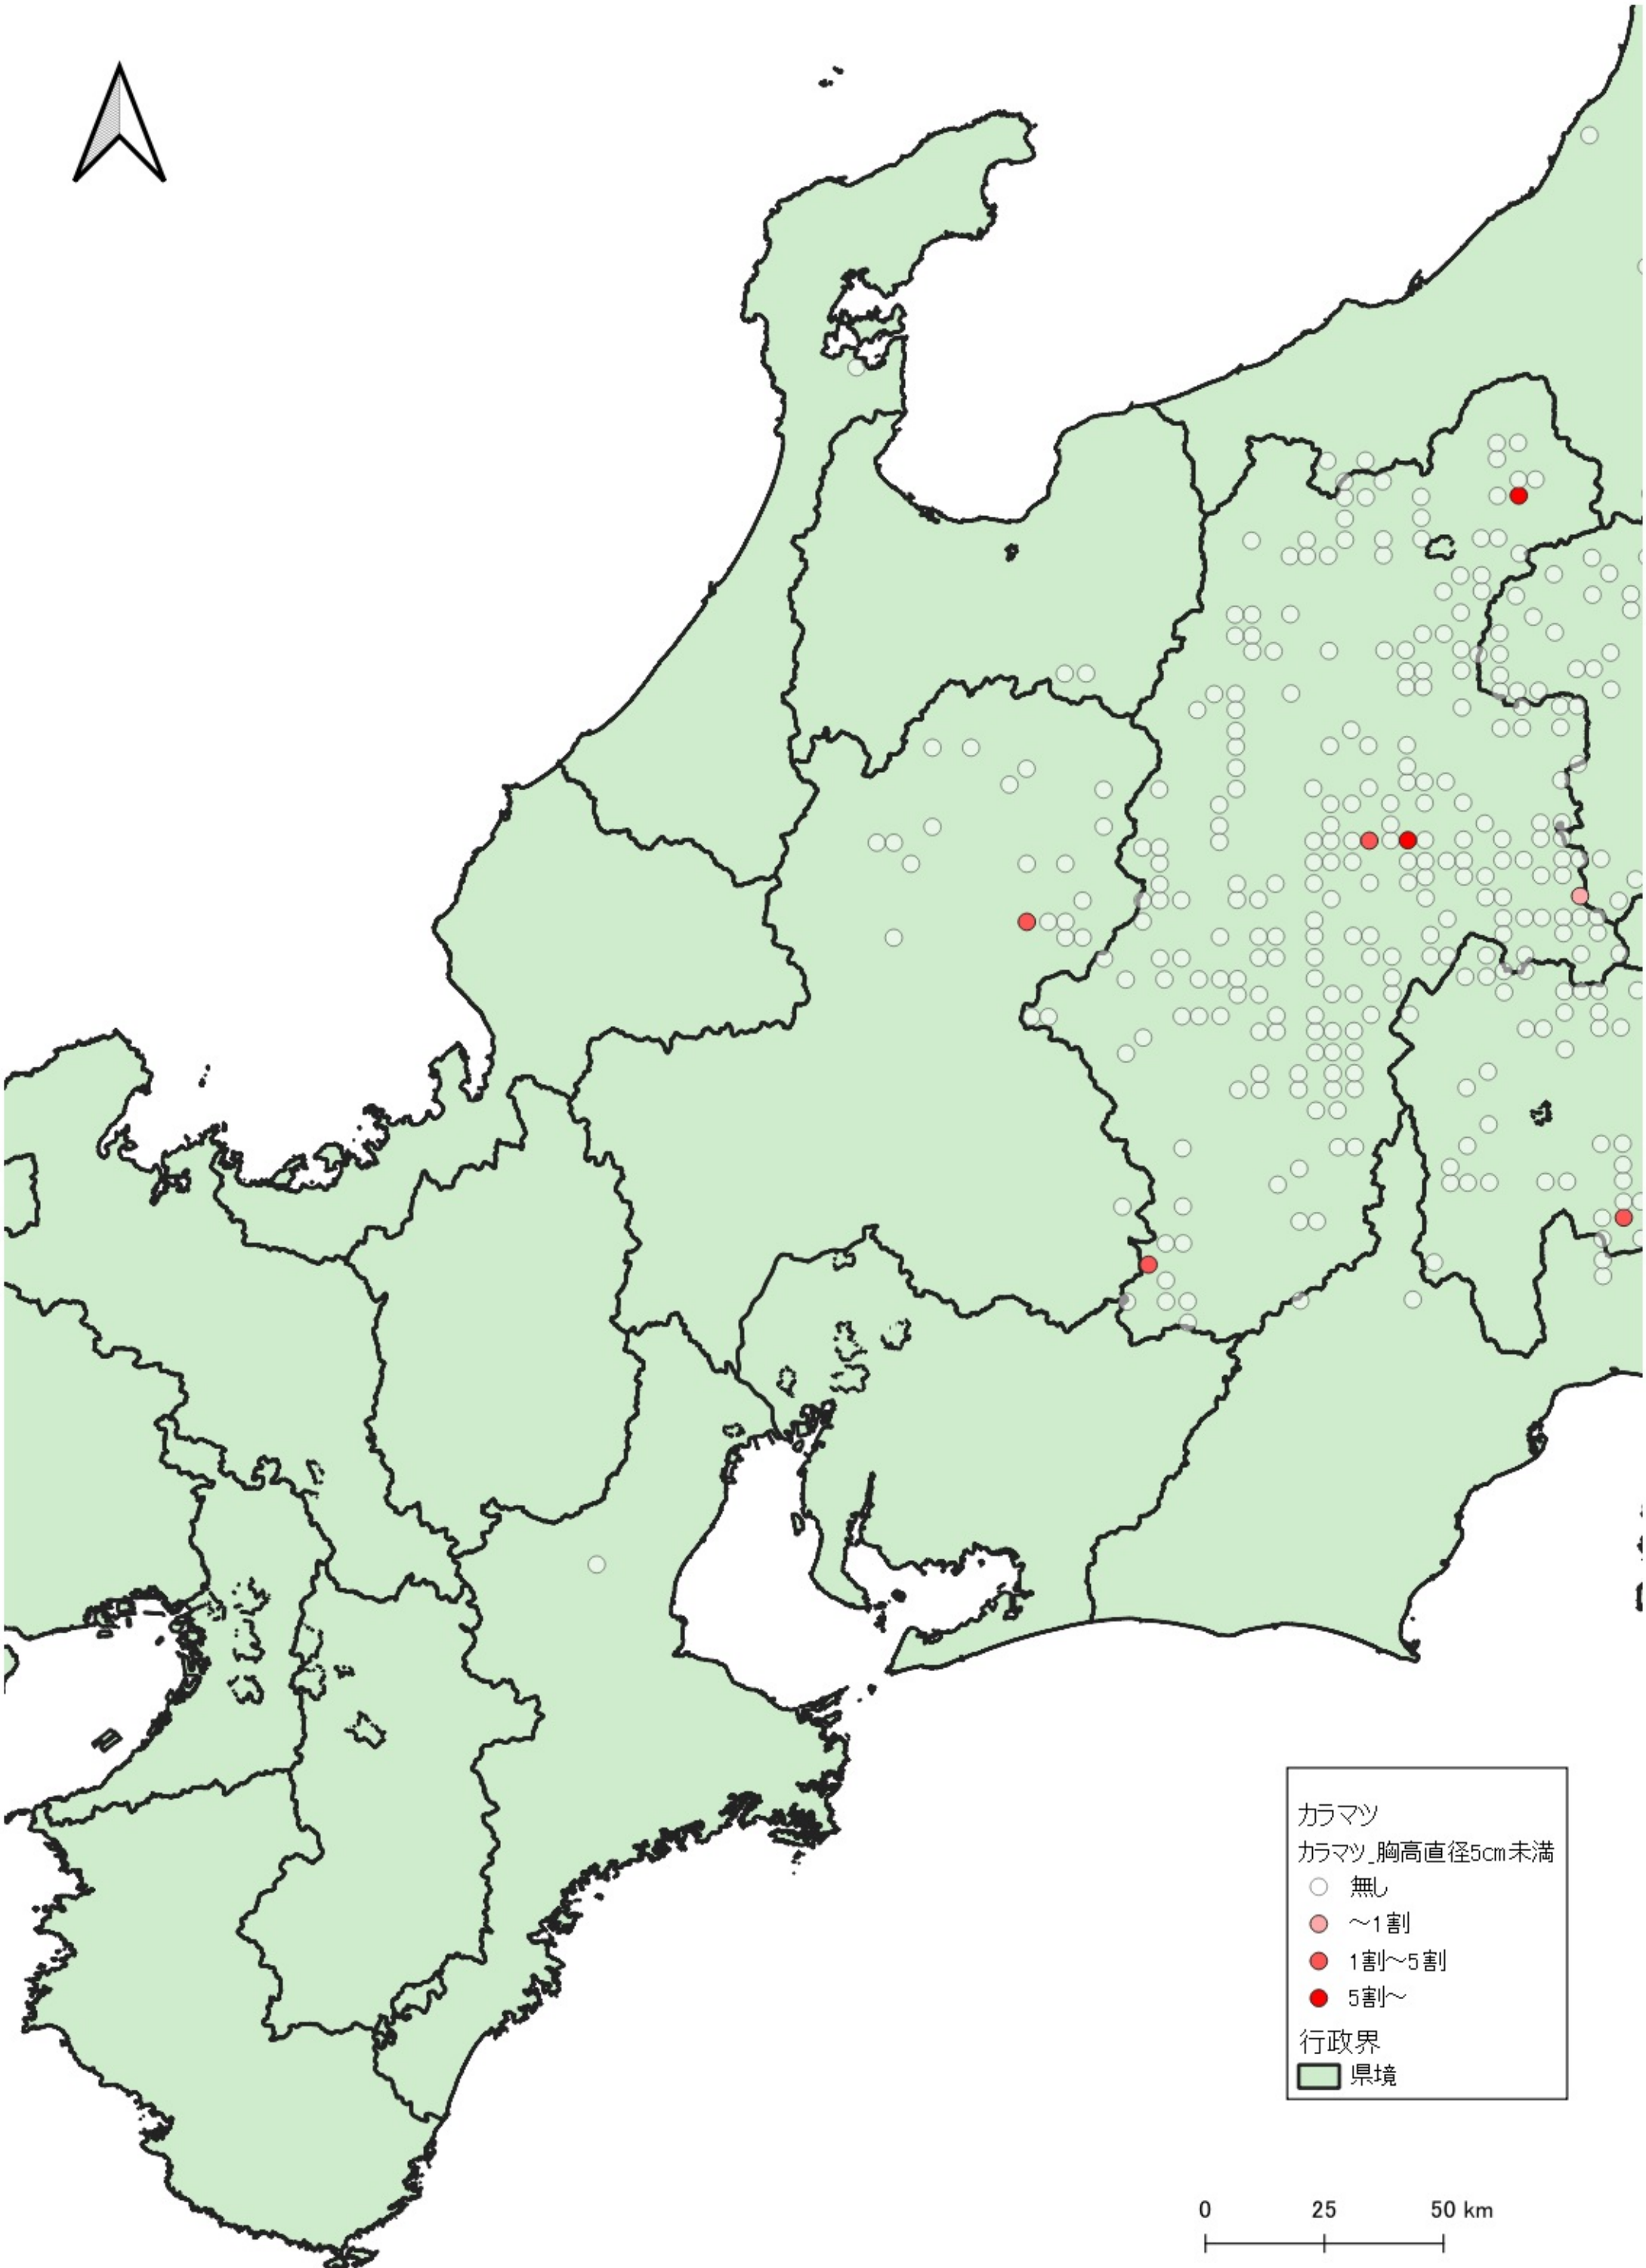 カラマツ
カラマツ_胸高直径5cm未満
無し
～1割
1割～5割
5割～
行政界
県境
0 25 50 km